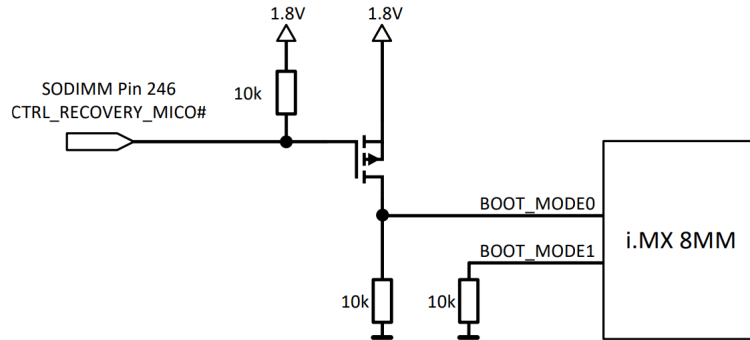 1.8V
1.8V
SODIMM Pin 246
CTRL_RECOVERY_MICO#
10k
BOOT_MODE0
BOOT_MODE1
i.MX 8MM
10k
10k